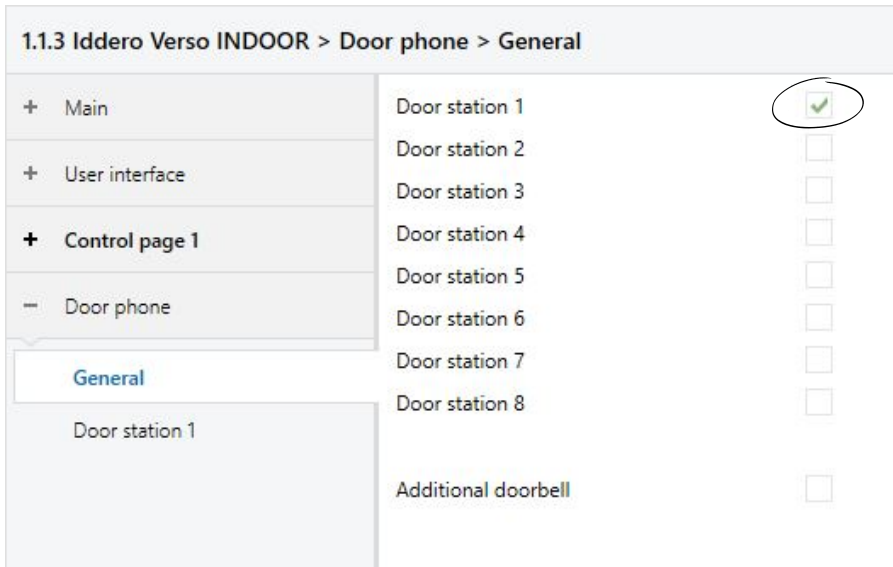 1.1.3 Iddero Verso INDOOR > Door phone > General
+ Main
+ User interface
+ Control page 1
− Door phone
General
Door station 1
Door station 1
Door station 2
Door station 3
Door station 4
Door station 5
Door station 6
Door station 7
Door station 8
Additional doorbell